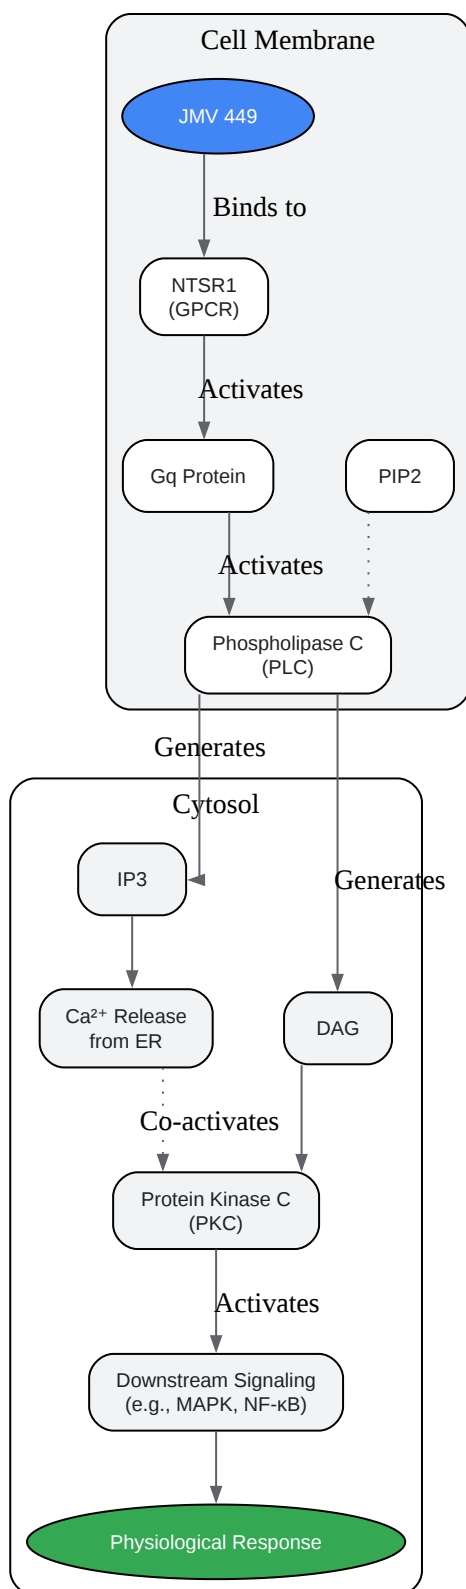 Cell Membrane
JMV 449
Binds to
NTSR1
(GPCR)
Activates
Gq Protein
PIP2
Activates
Phospholipase C
(PLC)
Generates
Cytosol
IP3
Generates
Ca²⁺ Release
from ER
DAG
Co-activates
Protein Kinase C
(PKC)
Activates
Downstream Signaling
(e.g., MAPK, NF-κB)
Physiological Response